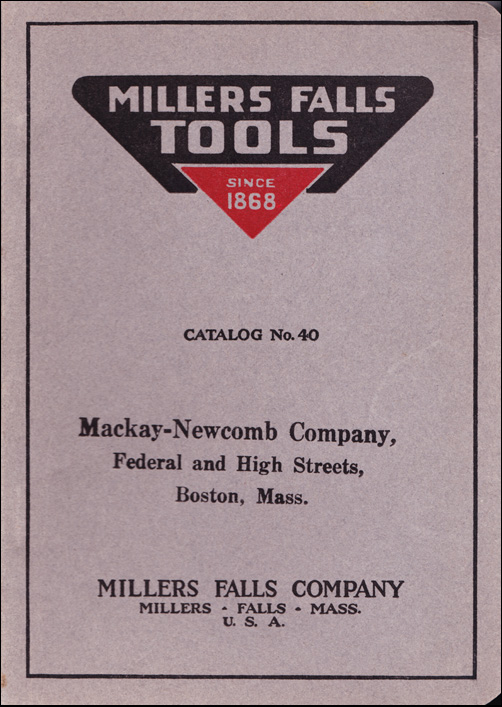 MILLERS FALLS
TOOLS
SINCE
1868
CATALOG No. 40
Mackay-Newcomb Company,
Federal and High Streets,
Boston, Mass.
MILLERS FALLS COMPANY
MILLERS - FALLS - MASS.
U. S. A.